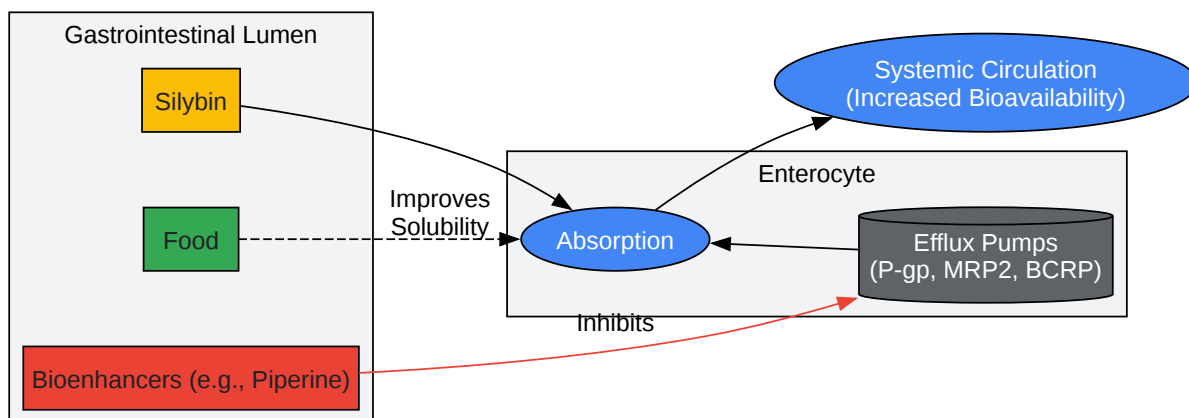 Gastrointestinal Lumen
Silybin
Food
Bioenhancers (e.g., Piperine)
Improves
Solubility
Inhibits
Enterocyte
Absorption
Efflux Pumps
(P-gp, MRP2, BCRP)
Systemic Circulation
(Increased Bioavailability)